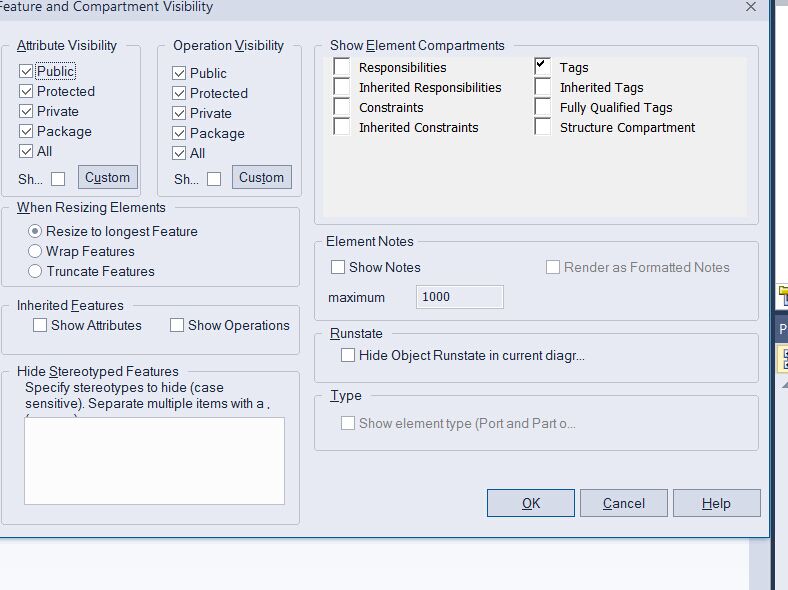 Feature and Compartment Visibility
Attribute Visibility
Public
Protected
Private
Package
All
Sh...
Custom
Operation Visibility
Public
Protected
Private
Package
All
Sh...
Custom
Show Element Compartments
Responsibilities
Inherited Responsibilities
Constraints
Inherited Constraints
Tags
Inherited Tags
Fully Qualified Tags
Structure Compartment
When Resizing Elements
Resize to longest Feature
Wrap Features
Truncate Features
Element Notes
Show Notes
Render as Formatted Notes
maximum
1000
Inherited Features
Show Attributes
Show Operations
Runstate
Hide Object Runstate in current diagr...
Hide Stereotyped Features
Specify stereotypes to hide (case
sensitive). Separate multiple items with a ,
Type
Show element type (Port and Part o...
OK
Cancel
Help
P